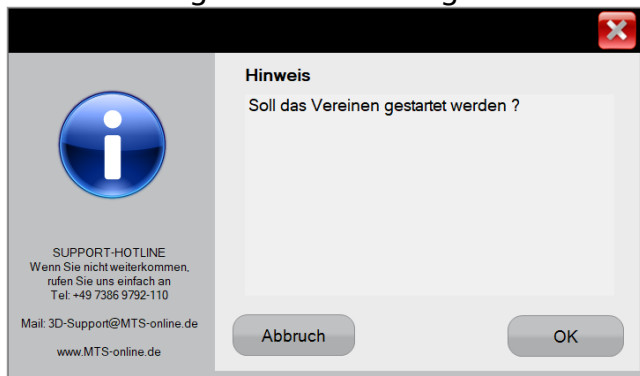 Hinweis
Soll das Vereinen gestartet werden ?
SUPPORT-HOTLINE
Wenn Sie nicht weiterkommen,
rufen Sie uns einfach an
Tel: +49 7386 9792-110
Mail: 3D-Support@MTS-online.de
www.MTS-online.de
Abbruch
OK